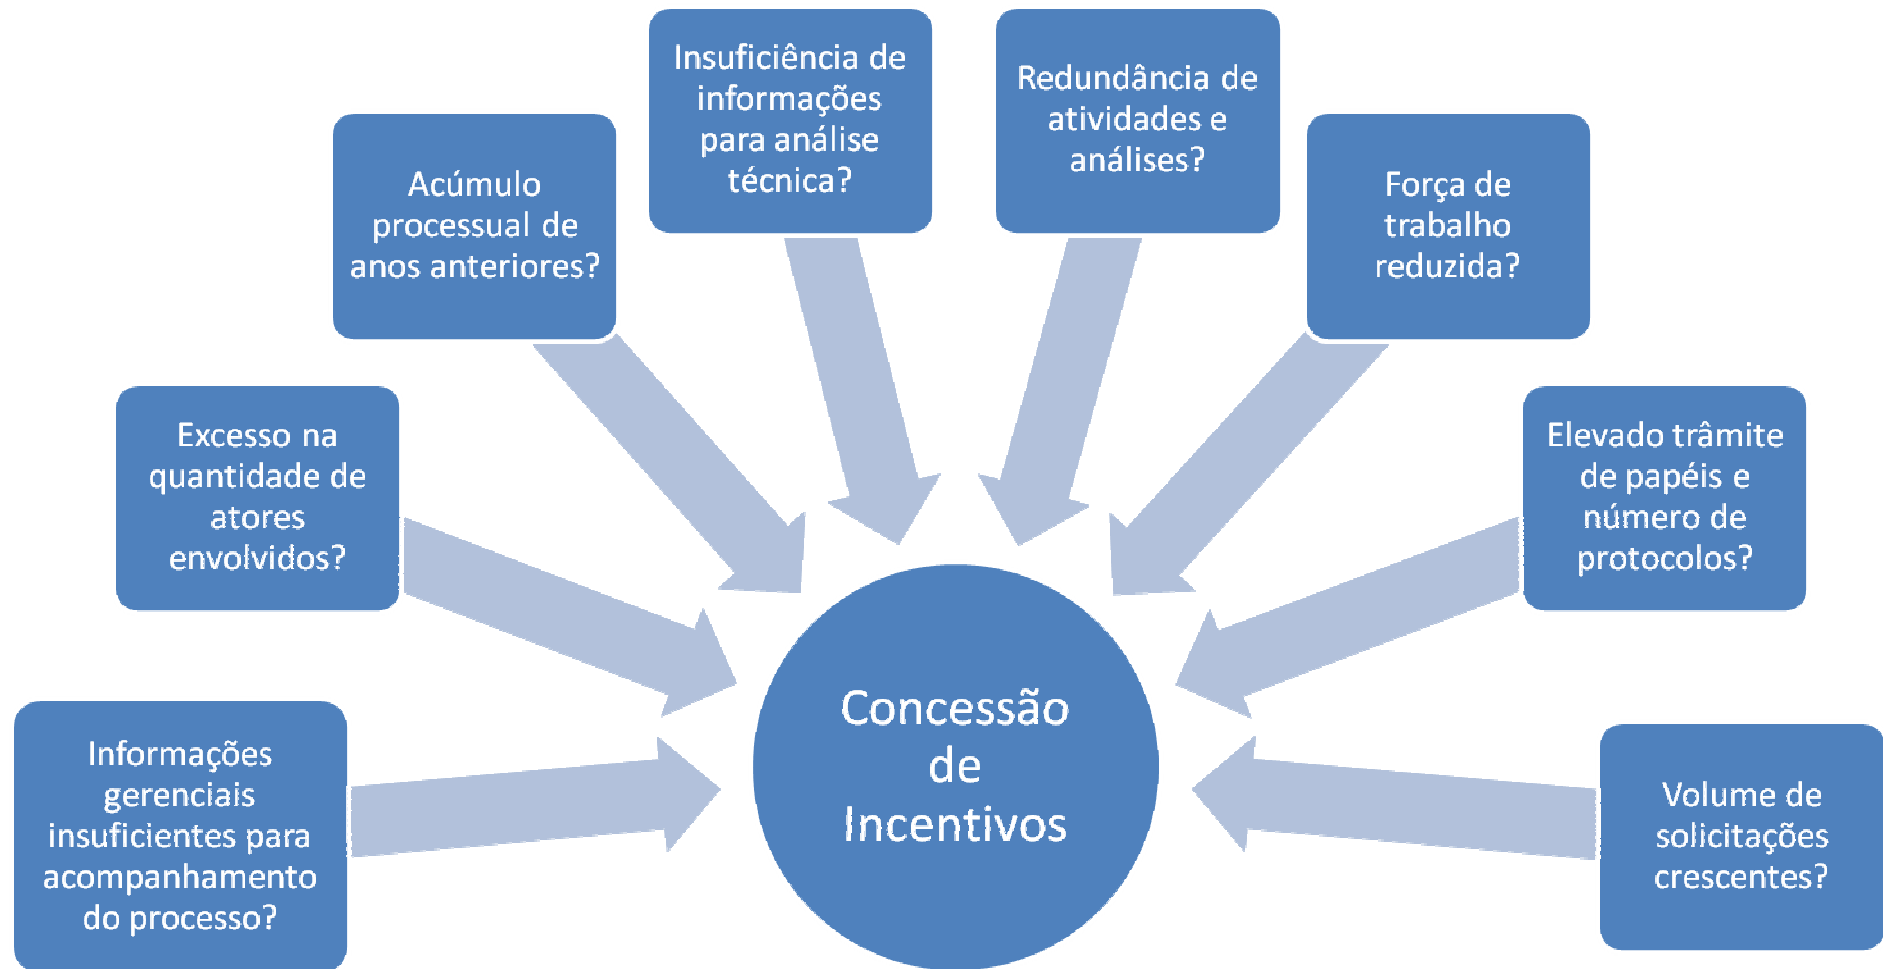 Informações
gerenciais
insuficientes para
acompanhamento
do processo?
Excesso na
quantidade de
atores
envolvidos?
Acúmulo
processual de
anos anteriores?
Insuficiência de
informações
para análise
técnica?
Redundância de
atividades e
análises?
Força de
trabalho
reduzida?
Elevado trâmite
de papéis e
número de
protocolos?
Volume de
solicitações
crescentes?
Concessão
de
Incentivos